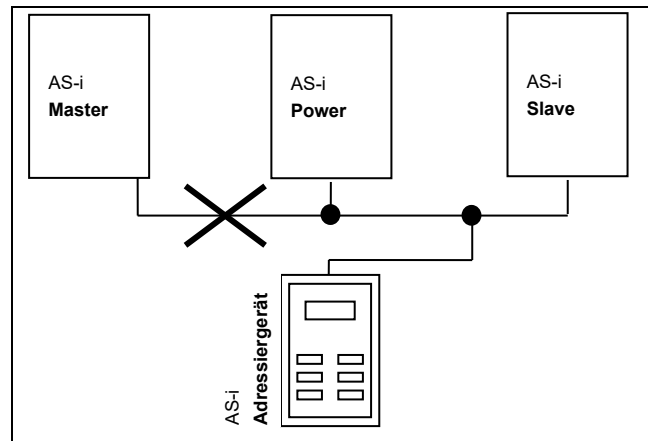 AS-i
Master
AS-i
Power
AS-i
Slave
AS-i
Adressiergerät